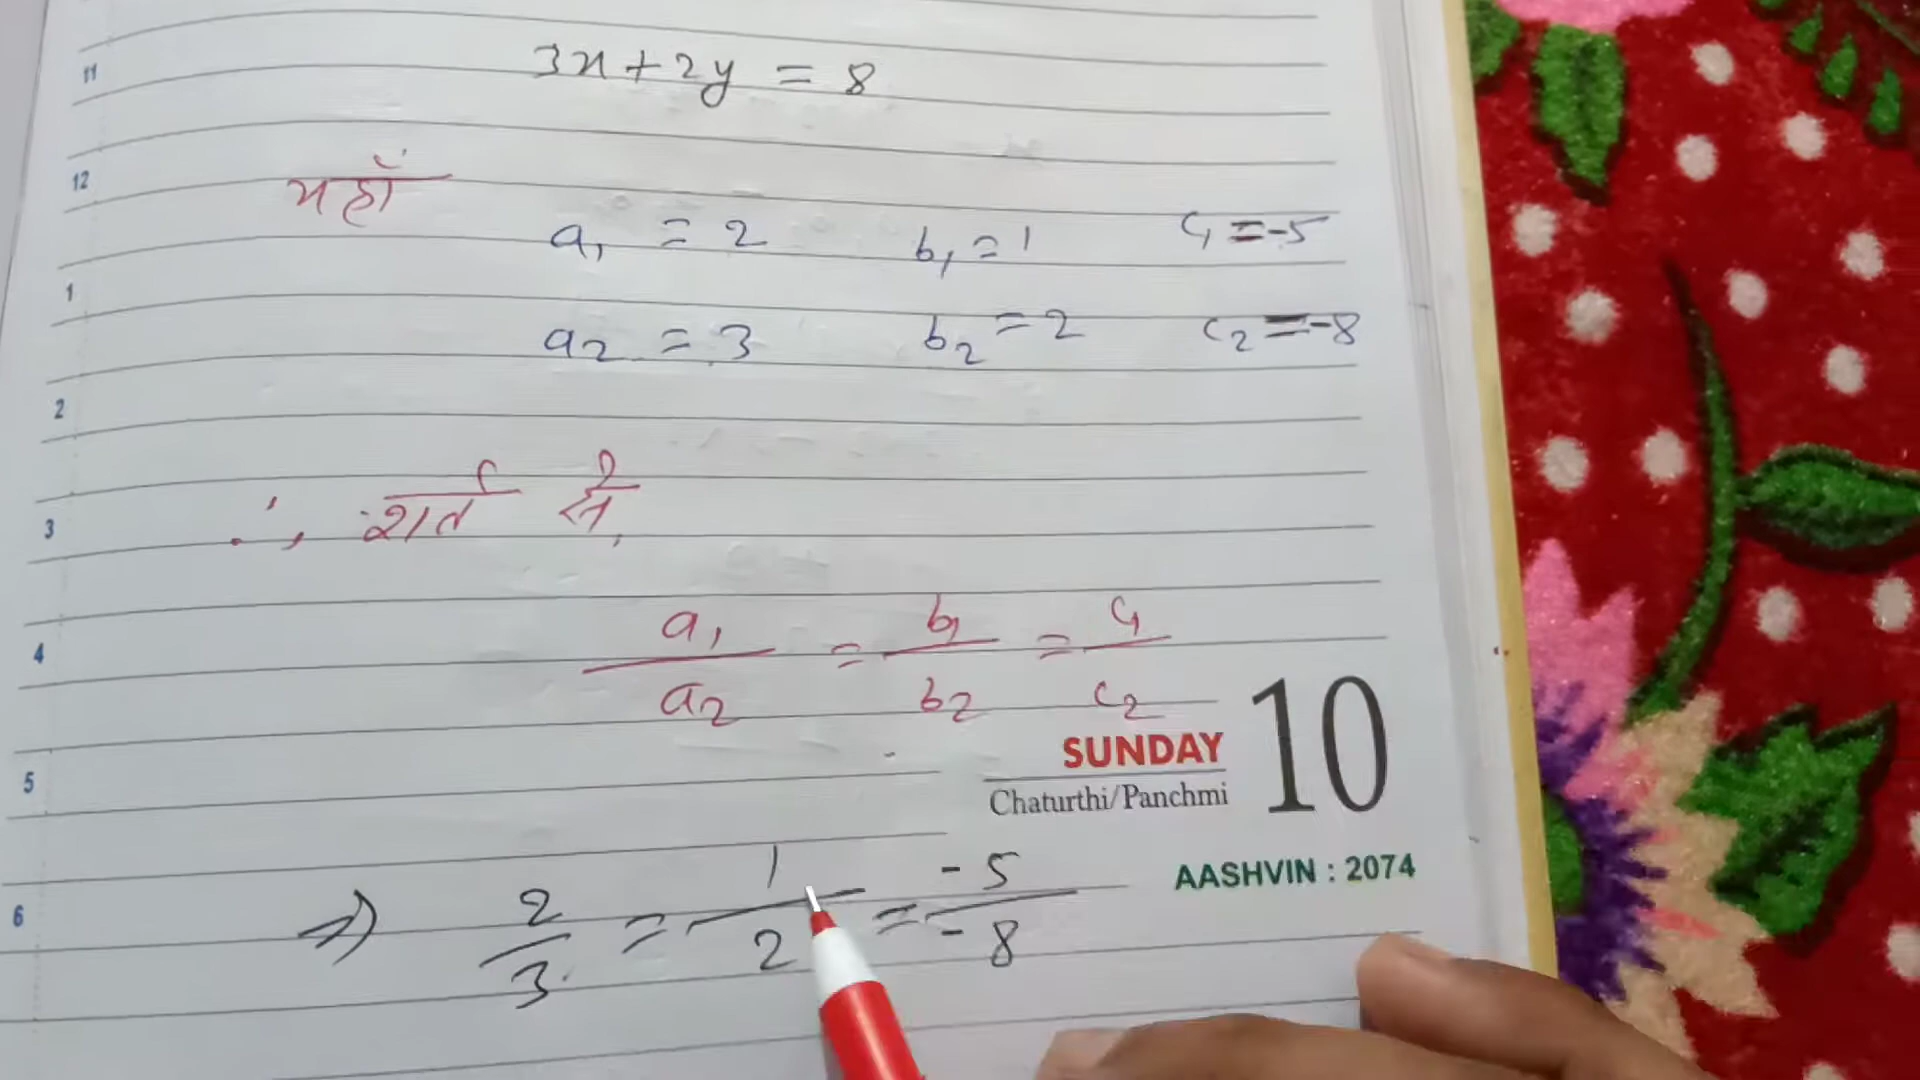 11
3x+2y = 8
12
यहाँ
a₁ = 2 b₁ = 1 c₁ = -5
1
a₂ = 3 b₂ = 2 c₂ = -8
2
3
∴, शर्त से,
4
a₁/a₂ = b₁/b₂ = c₁/c₂
SUNDAY 10
5
Chaturthi/Panchmi
AASHVIN : 2074
6
⇒ 2/3 = 1/2 = -5/-8